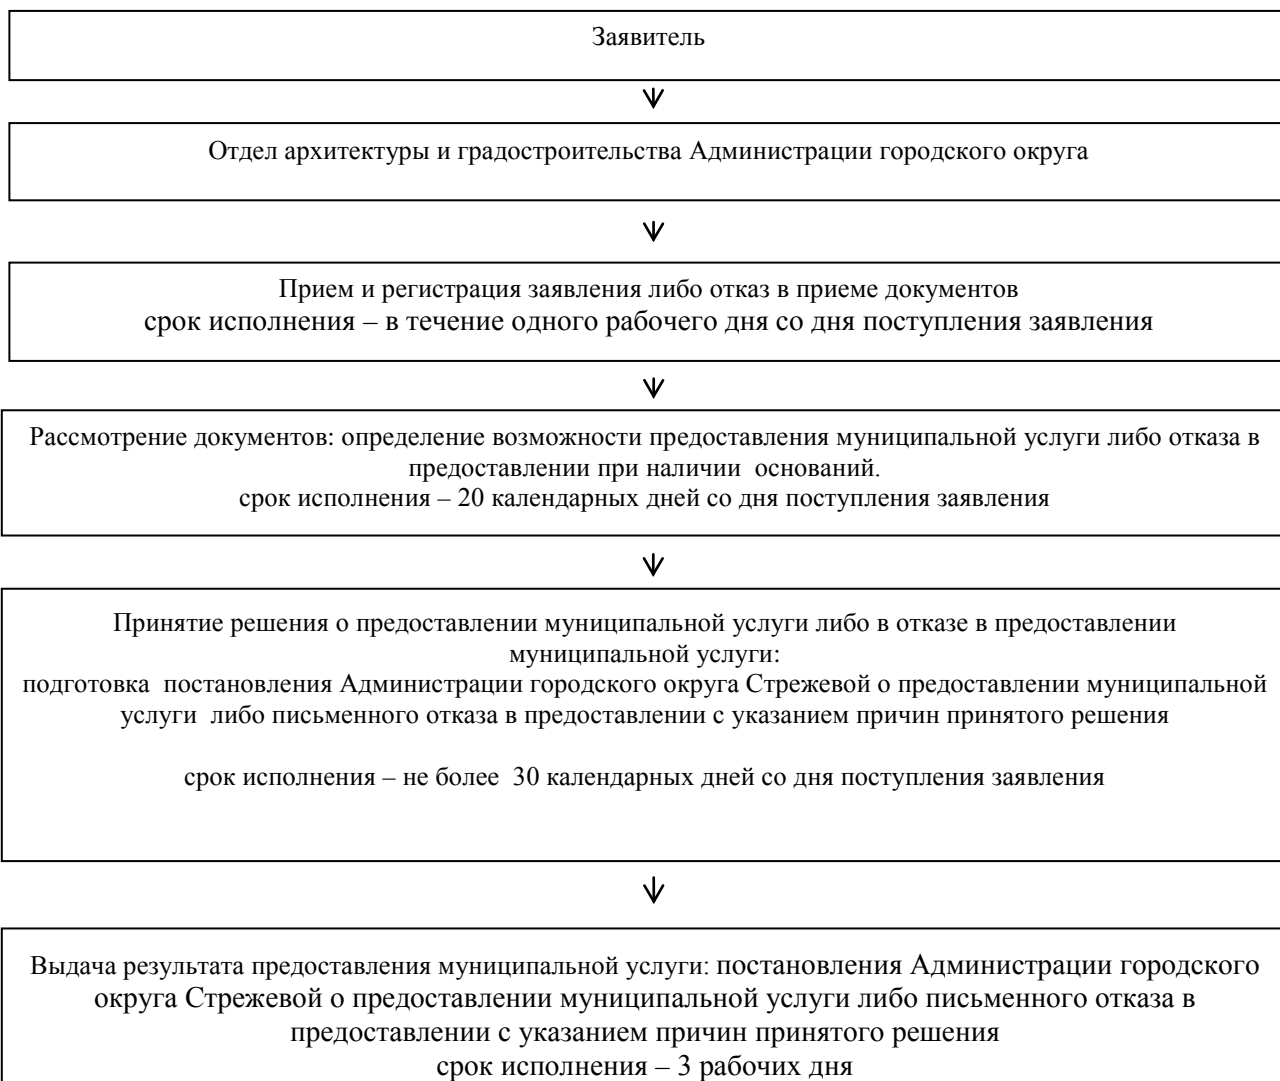 Заявитель
Отдел архитектуры и градостроительства Администрации городского округа
Прием и регистрация заявления либо отказ в приеме документов
срок исполнения – в течение одного рабочего дня со дня поступления заявления
Рассмотрение документов: определение возможности предоставления муниципальной услуги либо отказа в
предоставлении при наличии оснований.
срок исполнения – 20 календарных дней со дня поступления заявления
Принятие решения о предоставлении муниципальной услуги либо в отказе в предоставлении
муниципальной услуги:
подготовка постановления Администрации городского округа Стрежевой о предоставлении муниципальной
услуги либо письменного отказа в предоставлении с указанием причин принятого решения
срок исполнения – не более 30 календарных дней со дня поступления заявления
Выдача результата предоставления муниципальной услуги: постановления Администрации городского
округа Стрежевой о предоставлении муниципальной услуги либо письменного отказа в
предоставлении с указанием причин принятого решения
срок исполнения – 3 рабочих дня